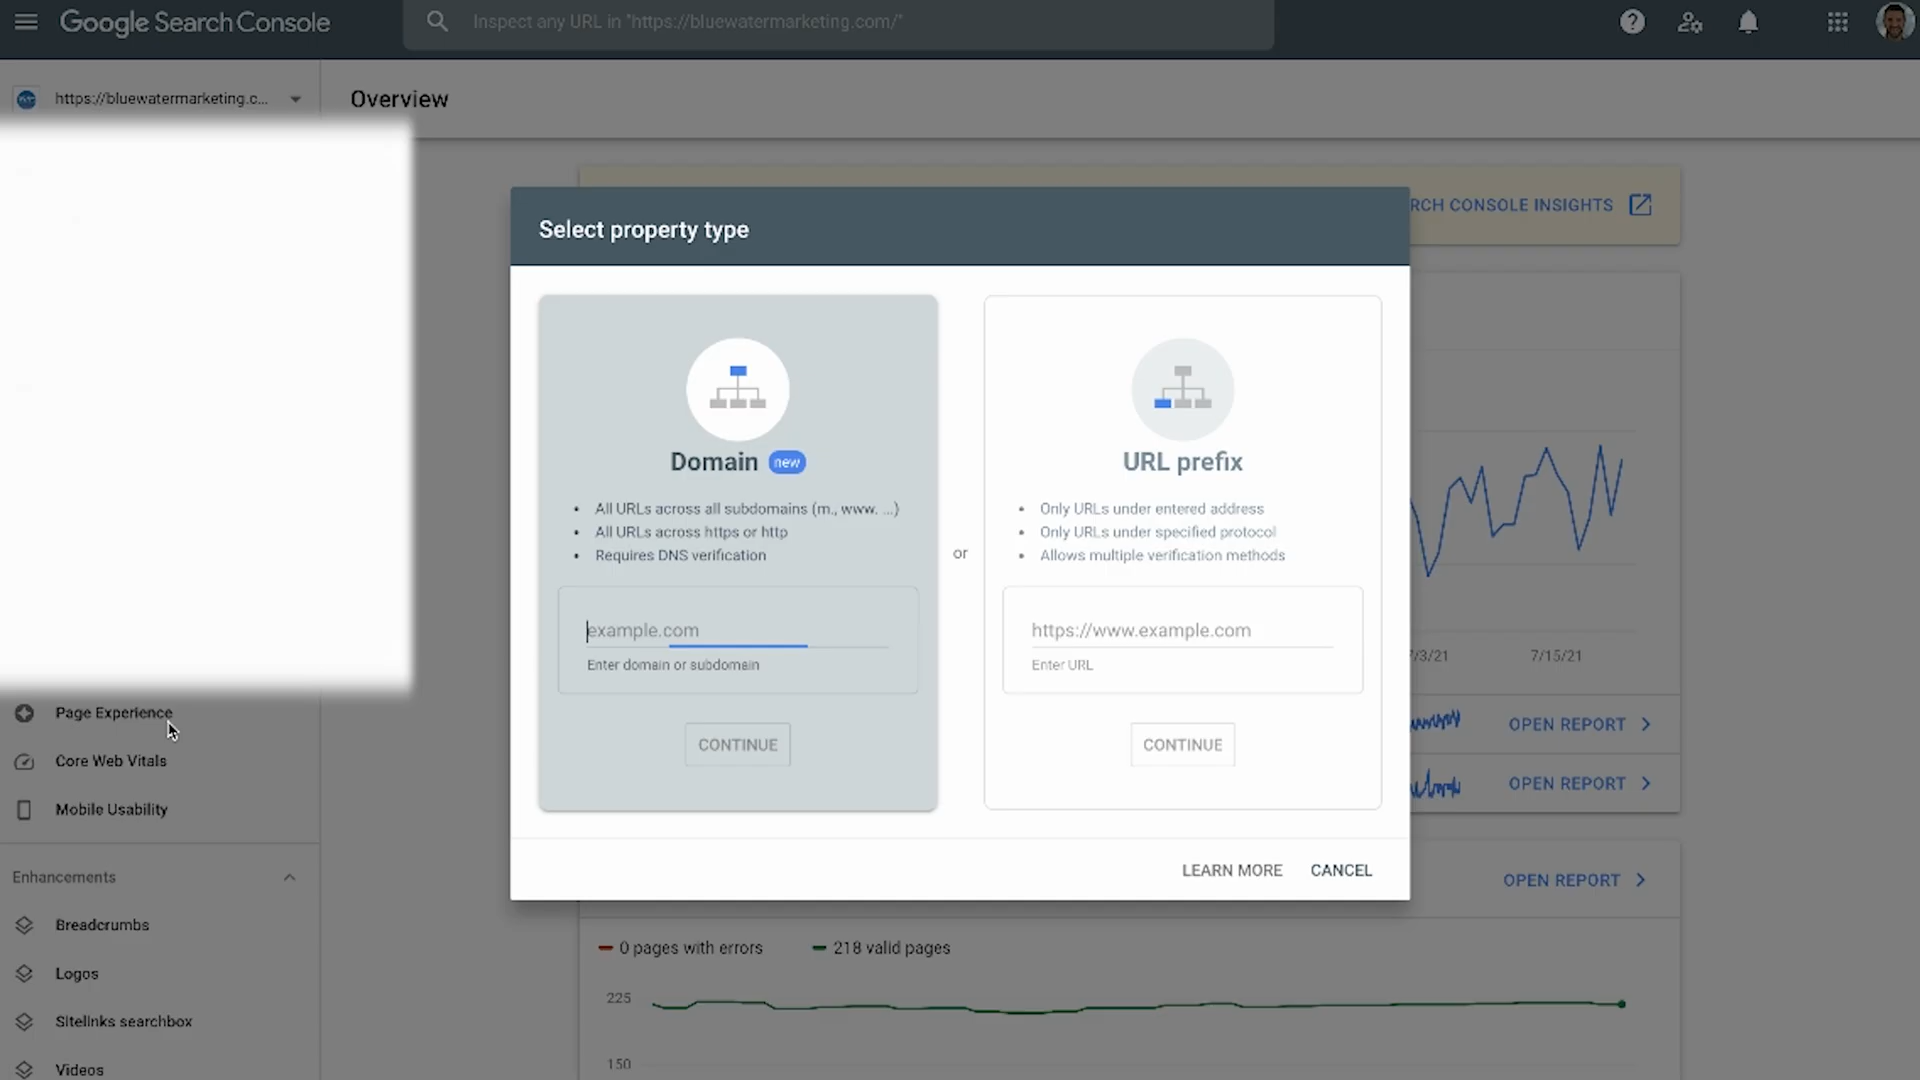 Google Search Console
Inspect any URL in "https://bluewatermarketing.com/"
https://bluewatermarketing.c...
Overview
RCH CONSOLE INSIGHTS
Select property type
Domain new
All URLs across all subdomains (m., www. ...)
All URLs across https or http
Requires DNS verification
example.com
Enter domain or subdomain
CONTINUE
or
URL prefix
Only URLs under entered address
Only URLs under specified protocol
Allows multiple verification methods
https://www.example.com
Enter URL
CONTINUE
LEARN MORE CANCEL
7/3/21 7/15/21
OPEN REPORT
OPEN REPORT
OPEN REPORT
Page Experience
Core Web Vitals
Mobile Usability
Enhancements
Breadcrumbs
Logos
Sitelinks searchbox
Videos
0 pages with errors 218 valid pages
225
150